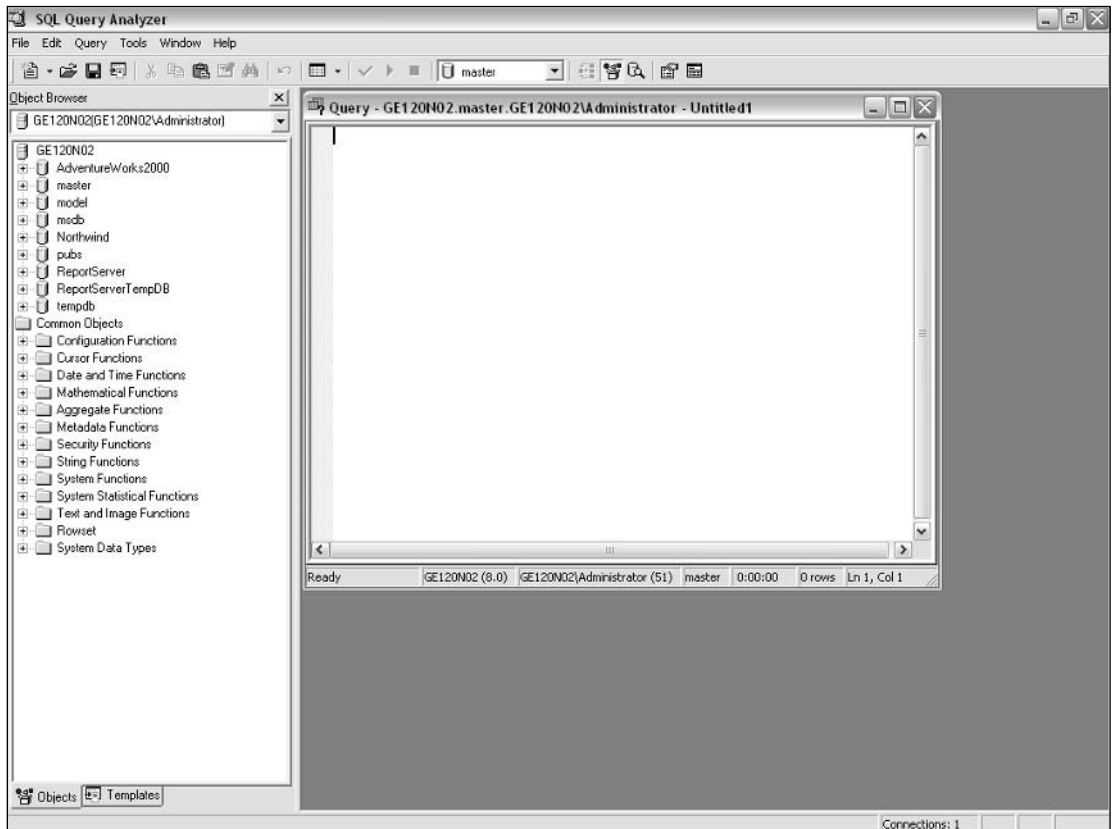 SQL Query Analyzer
File Edit Query Tools Window Help
master
Object Browser
GE120N02(GE120N02\Administrator)
GE120N02
AdventureWorks2000
master
model
msdb
Northwind
pubs
ReportServer
ReportServerTempDB
tempdb
Common Objects
Configuration Functions
Cursor Functions
Date and Time Functions
Mathematical Functions
Aggregate Functions
Metadata Functions
Security Functions
String Functions
System Functions
System Statistical Functions
Text and Image Functions
Rowset
System Data Types
Objects Templates
Query - GE120N02.master.GE120N02\Administrator - Untitled1
Ready GE120N02 (8.0) GE120N02\Administrator (51) master 0:00:00 0 rows Ln 1, Col 1
Connections: 1